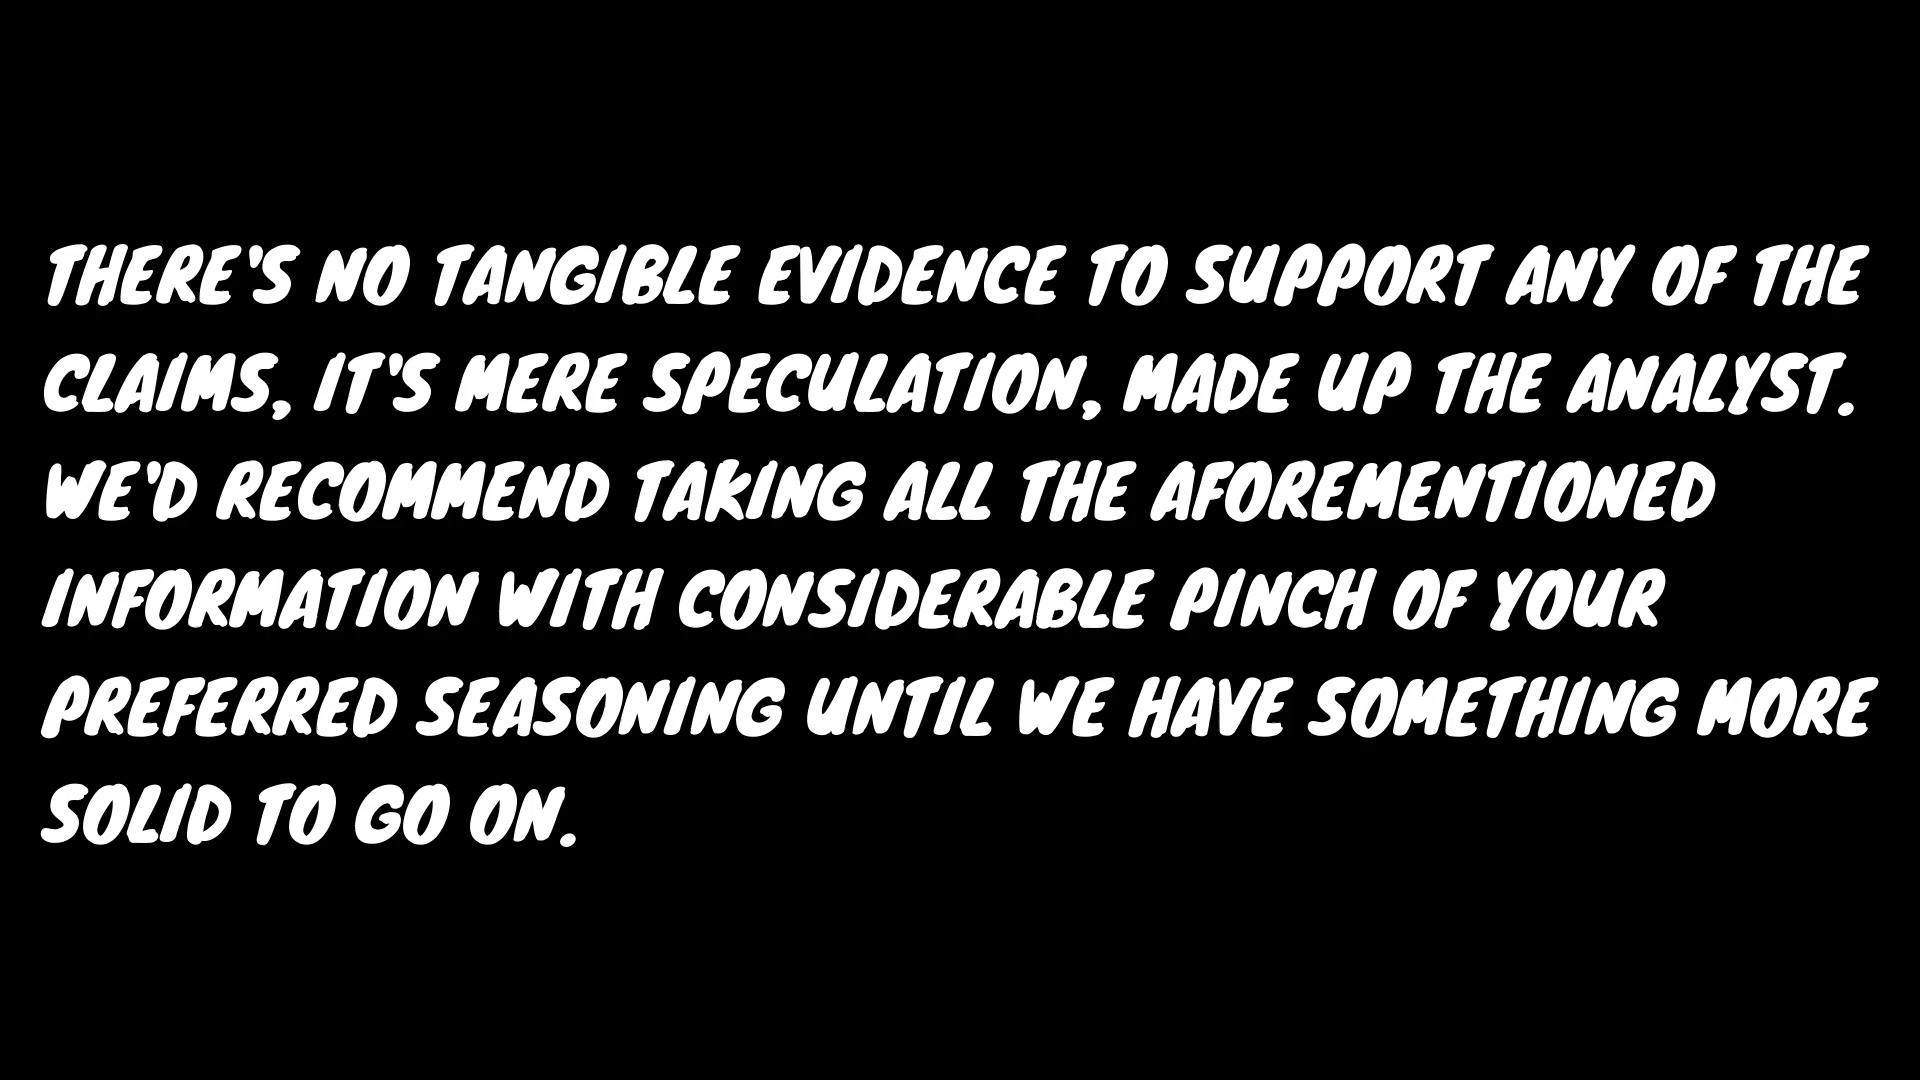 THERE'S NO TANGIBLE EVIDENCE TO SUPPORT ANY OF THE
CLAIMS, IT'S MERE SPECULATION, MADE UP THE ANALYST.
WE'D RECOMMEND TAKING ALL THE AFOREMENTIONED
INFORMATION WITH CONSIDERABLE PINCH OF YOUR
PREFERRED SEASONING UNTIL WE HAVE SOMETHING MORE
SOLID TO GO ON.